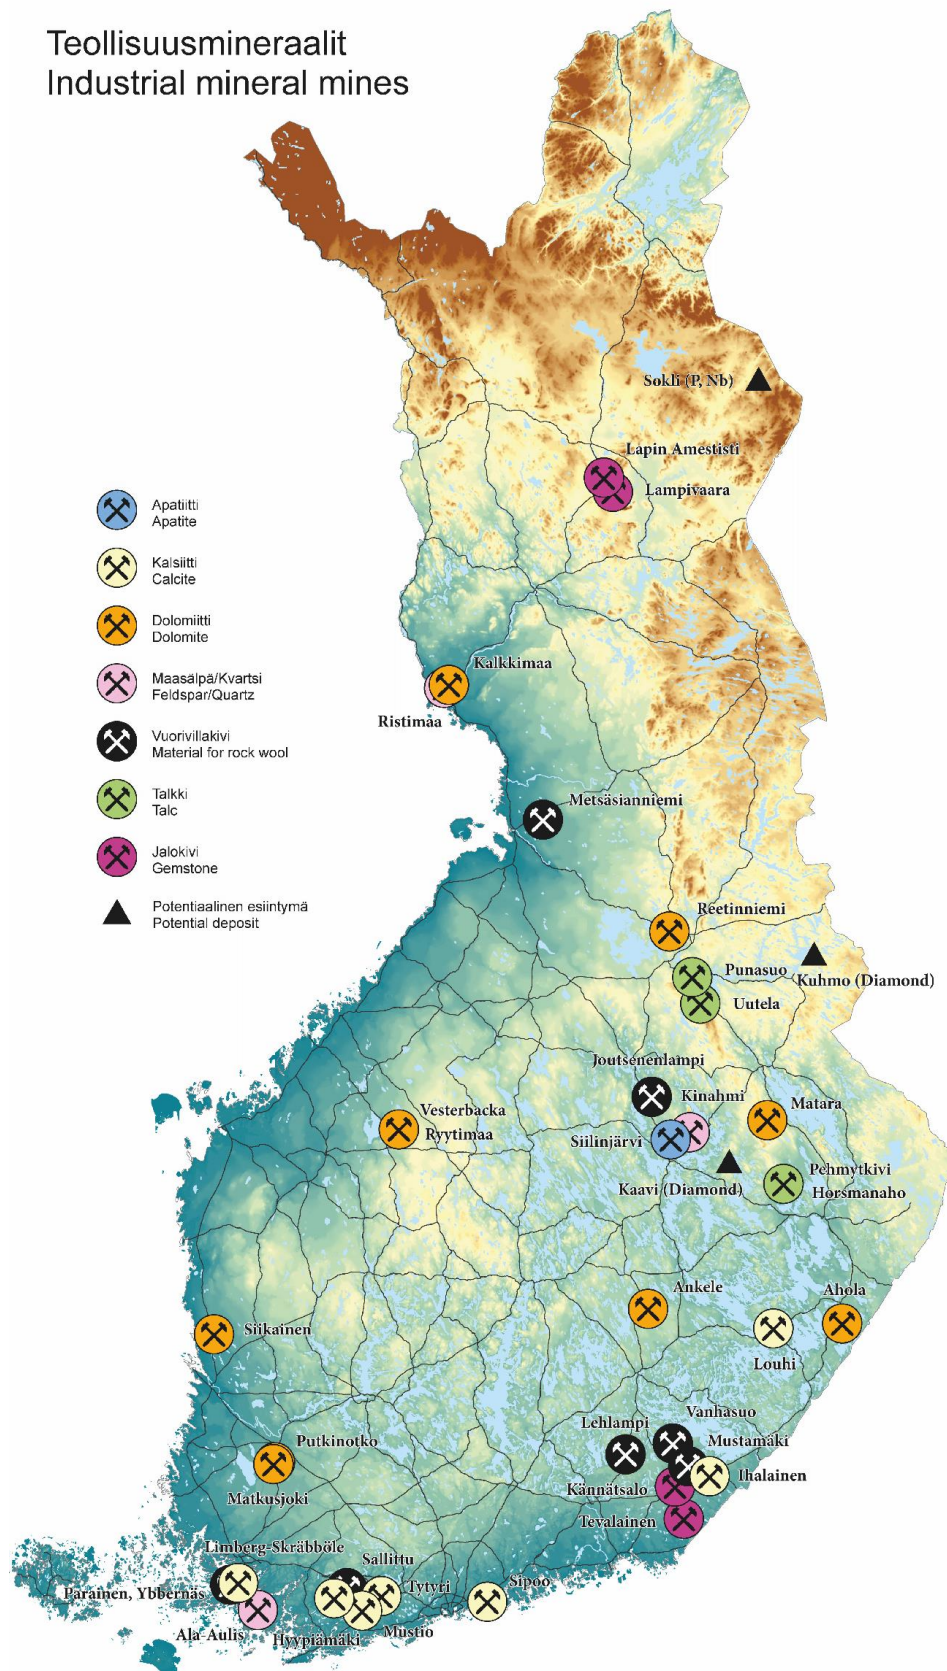 Teollisuusmineraalit
Industrial mineral mines
Sokli (P, Nb)
Lapin Amestisti
Lampivaara
Apatiitti
Apatite
Kalsiitti
Calcite
Dolomiitti
Dolomite
Maasälpä/Kvartsi
Feldspar/Quartz
Vuorivillakivi
Material for rock wool
Talkki
Talc
Jalokivi
Gemstone
Potentiaalinen esiintymä
Potential deposit
Kalkkimaa
Ristimaa
Metsäsianniemi
Reetinniemi
Punasuo
Kuhmo (Diamond)
Uutela
Joutsenenlampi
Kinahmi
Matara
Vesterbacka
Ryytimaa
Siilinjärvi
Pehmytkivi
Kaavi (Diamond)
Horsmanaho
Ankele
Ahola
Siikainen
Louhi
Vanhasuo
Lehlampi
Mustamäki
Putkinotko
Ihalainen
Kännätsalo
Matkusjoki
Tevalainen
Limberg-Skräbböle
Sallittu
Sipoo
Tytyri
Parainen, Ybbernäs
Ala-Aulis
Hyypiämäki
Mustio